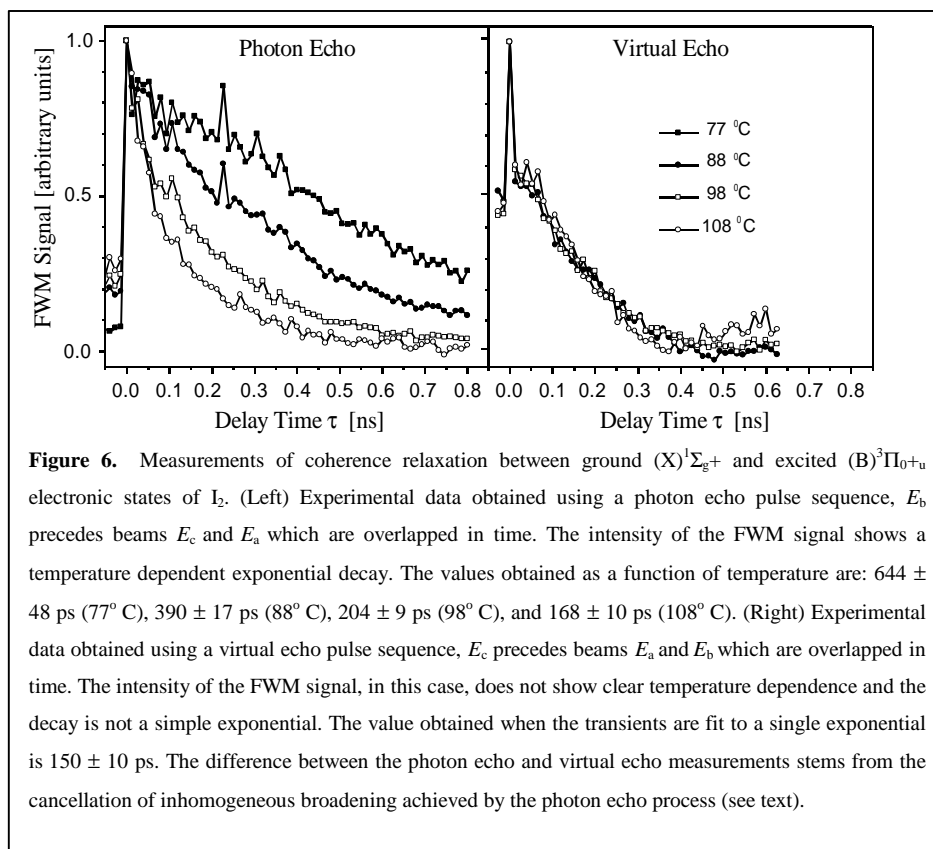 Photon Echo
Virtual Echo
FWM Signal [arbitrary units]
1.0
0.5
0.0
77 ⁰C
88 ⁰C
98 ⁰C
108 ⁰C
0.0 0.1 0.2 0.3 0.4 0.5 0.6 0.7 0.8
0.0 0.1 0.2 0.3 0.4 0.5 0.6 0.7 0.8
Delay Time τ [ns]
Delay Time τ [ns]
Figure 6. Measurements of coherence relaxation between ground (X)¹Σg+ and excited (B)³Π0+u
electronic states of I₂. (Left) Experimental data obtained using a photon echo pulse sequence, Eb
precedes beams Ec and Ea which are overlapped in time. The intensity of the FWM signal shows a
temperature dependent exponential decay. The values obtained as a function of temperature are: 644 ±
48 ps (77° C), 390 ± 17 ps (88° C), 204 ± 9 ps (98° C), and 168 ± 10 ps (108° C). (Right) Experimental
data obtained using a virtual echo pulse sequence, Ec precedes beams Ea and Eb which are overlapped in
time. The intensity of the FWM signal, in this case, does not show clear temperature dependence and the
decay is not a simple exponential. The value obtained when the transients are fit to a single exponential
is 150 ± 10 ps. The difference between the photon echo and virtual echo measurements stems from the
cancellation of inhomogeneous broadening achieved by the photon echo process (see text).